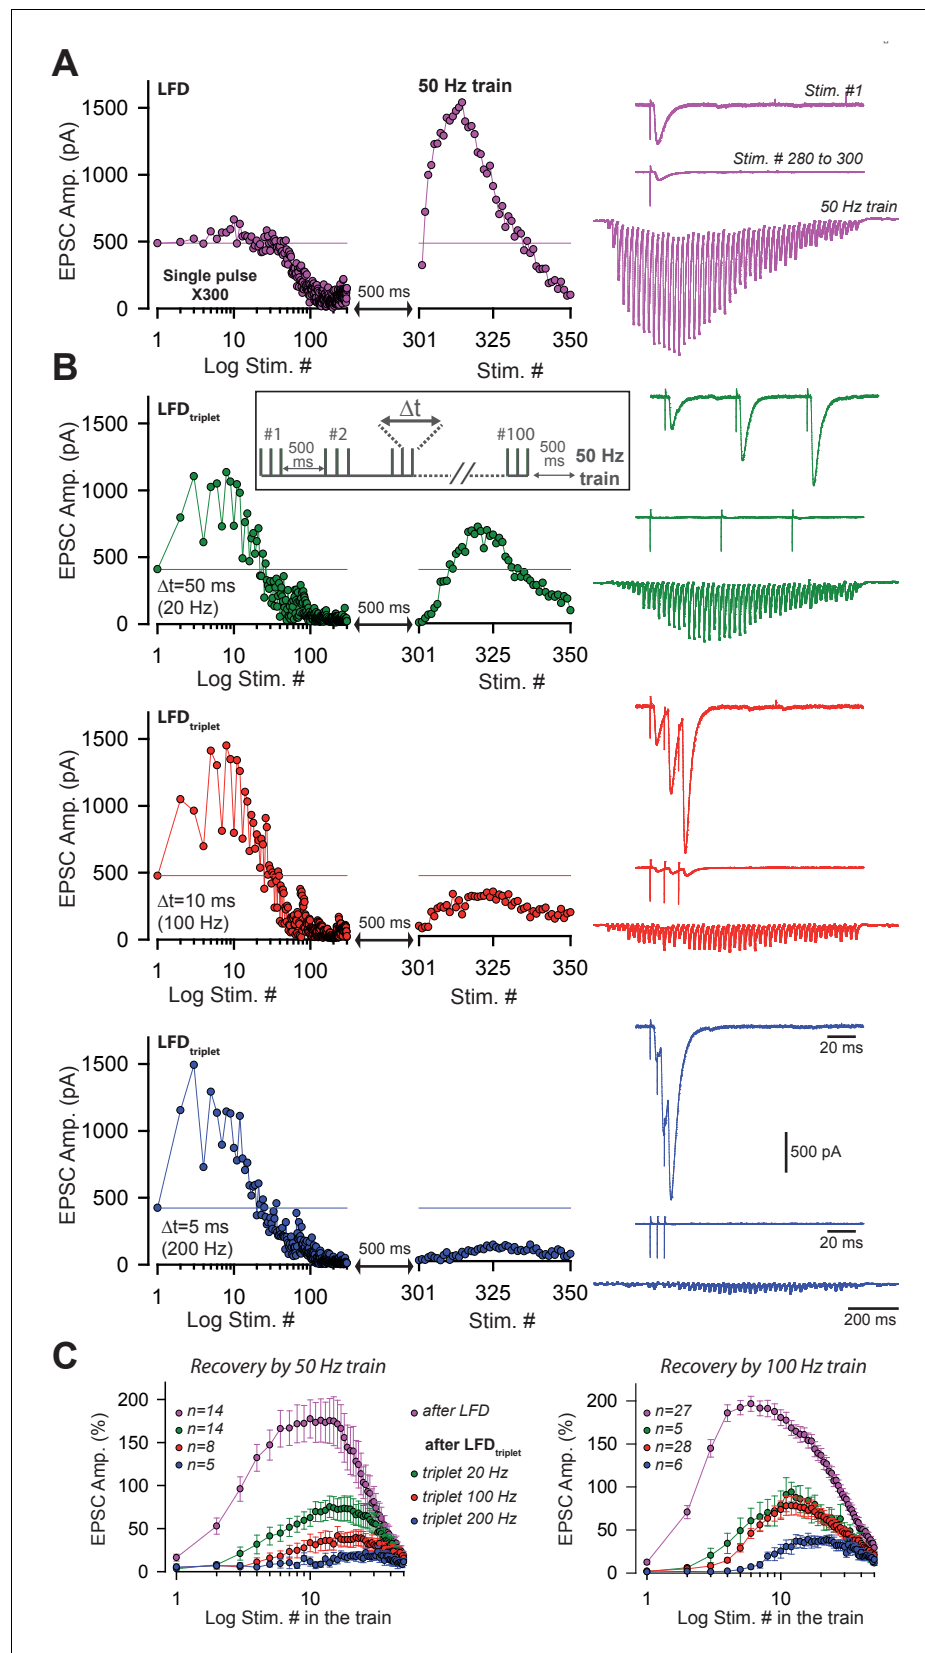 A
LFD
50 Hz train
EPSC Amp. (pA)
1500
1000
500
0
Single pulse
X300
500 ms
1
10
100
301
325
350
Log Stim. #
Stim. #
Stim. #1
Stim. # 280 to 300
50 Hz train
B
LFDtriplet
EPSC Amp. (pA)
1500
1000
500
0
Δt
#1
#2
#100
500
ms
500
ms
50 Hz
train
Δt=50 ms
(20 Hz)
500 ms
1
10
100
301
325
350
Log Stim. #
Stim. #
LFDtriplet
EPSC Amp. (pA)
1500
1000
500
0
Δt=10 ms
(100 Hz)
500 ms
1
10
100
301
325
350
Log Stim. #
Stim. #
LFDtriplet
EPSC Amp. (pA)
1500
1000
500
0
Δt=5 ms
(200 Hz)
500 ms
1
10
100
301
325
350
Log Stim. #
Stim. #
20 ms
500 pA
20 ms
200 ms
C
Recovery by 50 Hz train
EPSC Amp. (%)
200
150
100
50
0
n=14
n=14
n=8
n=5
1
10
Log Stim. # in the train
after LFD
after LFDtriplet
triplet 20 Hz
triplet 100 Hz
triplet 200 Hz
Recovery by 100 Hz train
EPSC Amp. (%)
200
150
100
50
0
n=27
n=5
n=28
n=6
1
10
Log Stim. # in the train